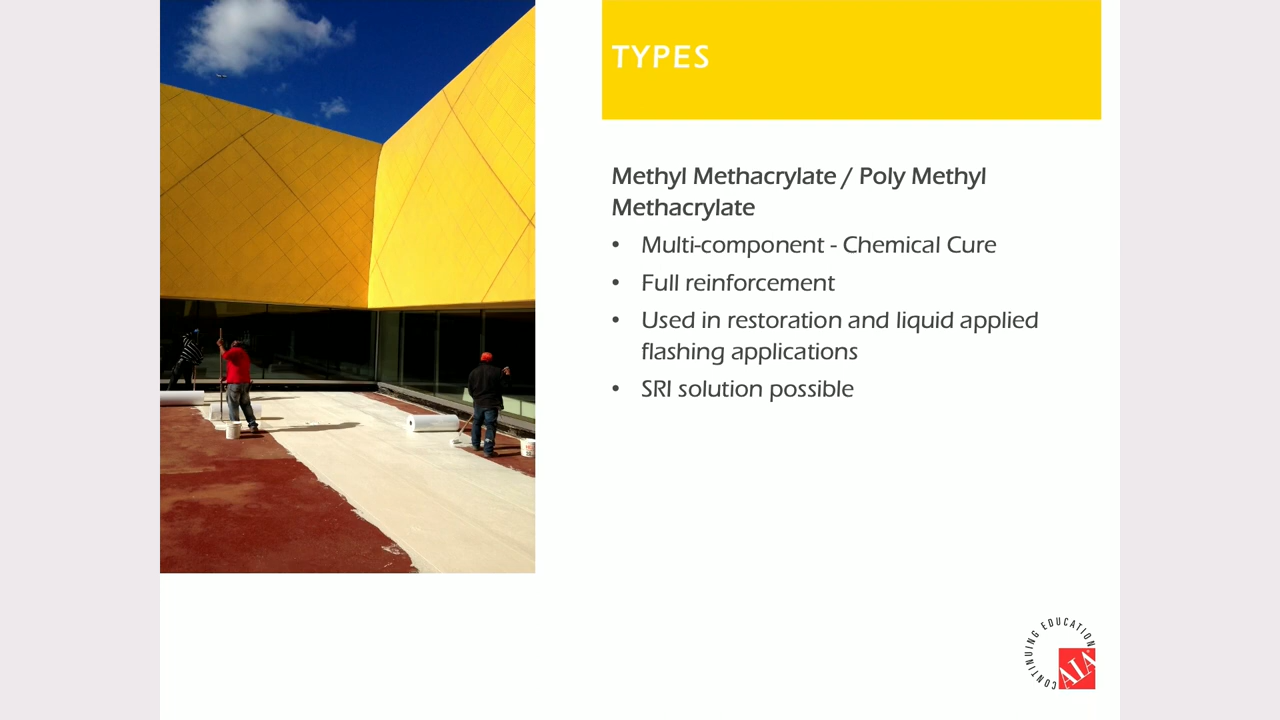 TYPES
Methyl Methacrylate / Poly Methyl
Methacrylate
• Multi-component - Chemical Cure
• Full reinforcement
• Used in restoration and liquid applied
flashing applications
• SRI solution possible
CONTINUING EDUCATION
AIA